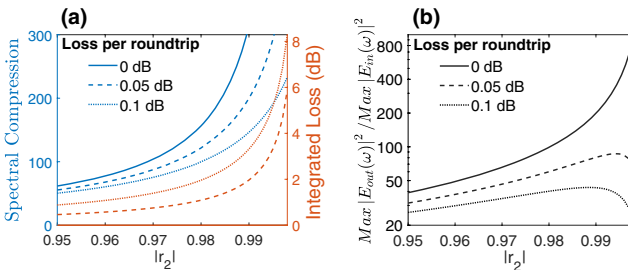 (a)
Loss per roundtrip
0 dB
0.05 dB
0.1 dB
Spectral Compression
300
200
100
0
Integrated Loss (dB)
8
6
4
2
0
0.95
0.96
0.97
0.98
0.99
|r2|
(b)
Loss per roundtrip
0 dB
0.05 dB
0.1 dB
Max |Eout(ω)|² / Max |Ein(ω)|²
800
400
200
100
50
20
0.95
0.96
0.97
0.98
0.99
|r2|